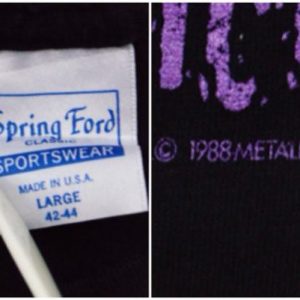 Spring Ford
CLASSIC
SPORTSWEAR
MADE IN U.S.A.
LARGE
42-44
© 1988 METAL